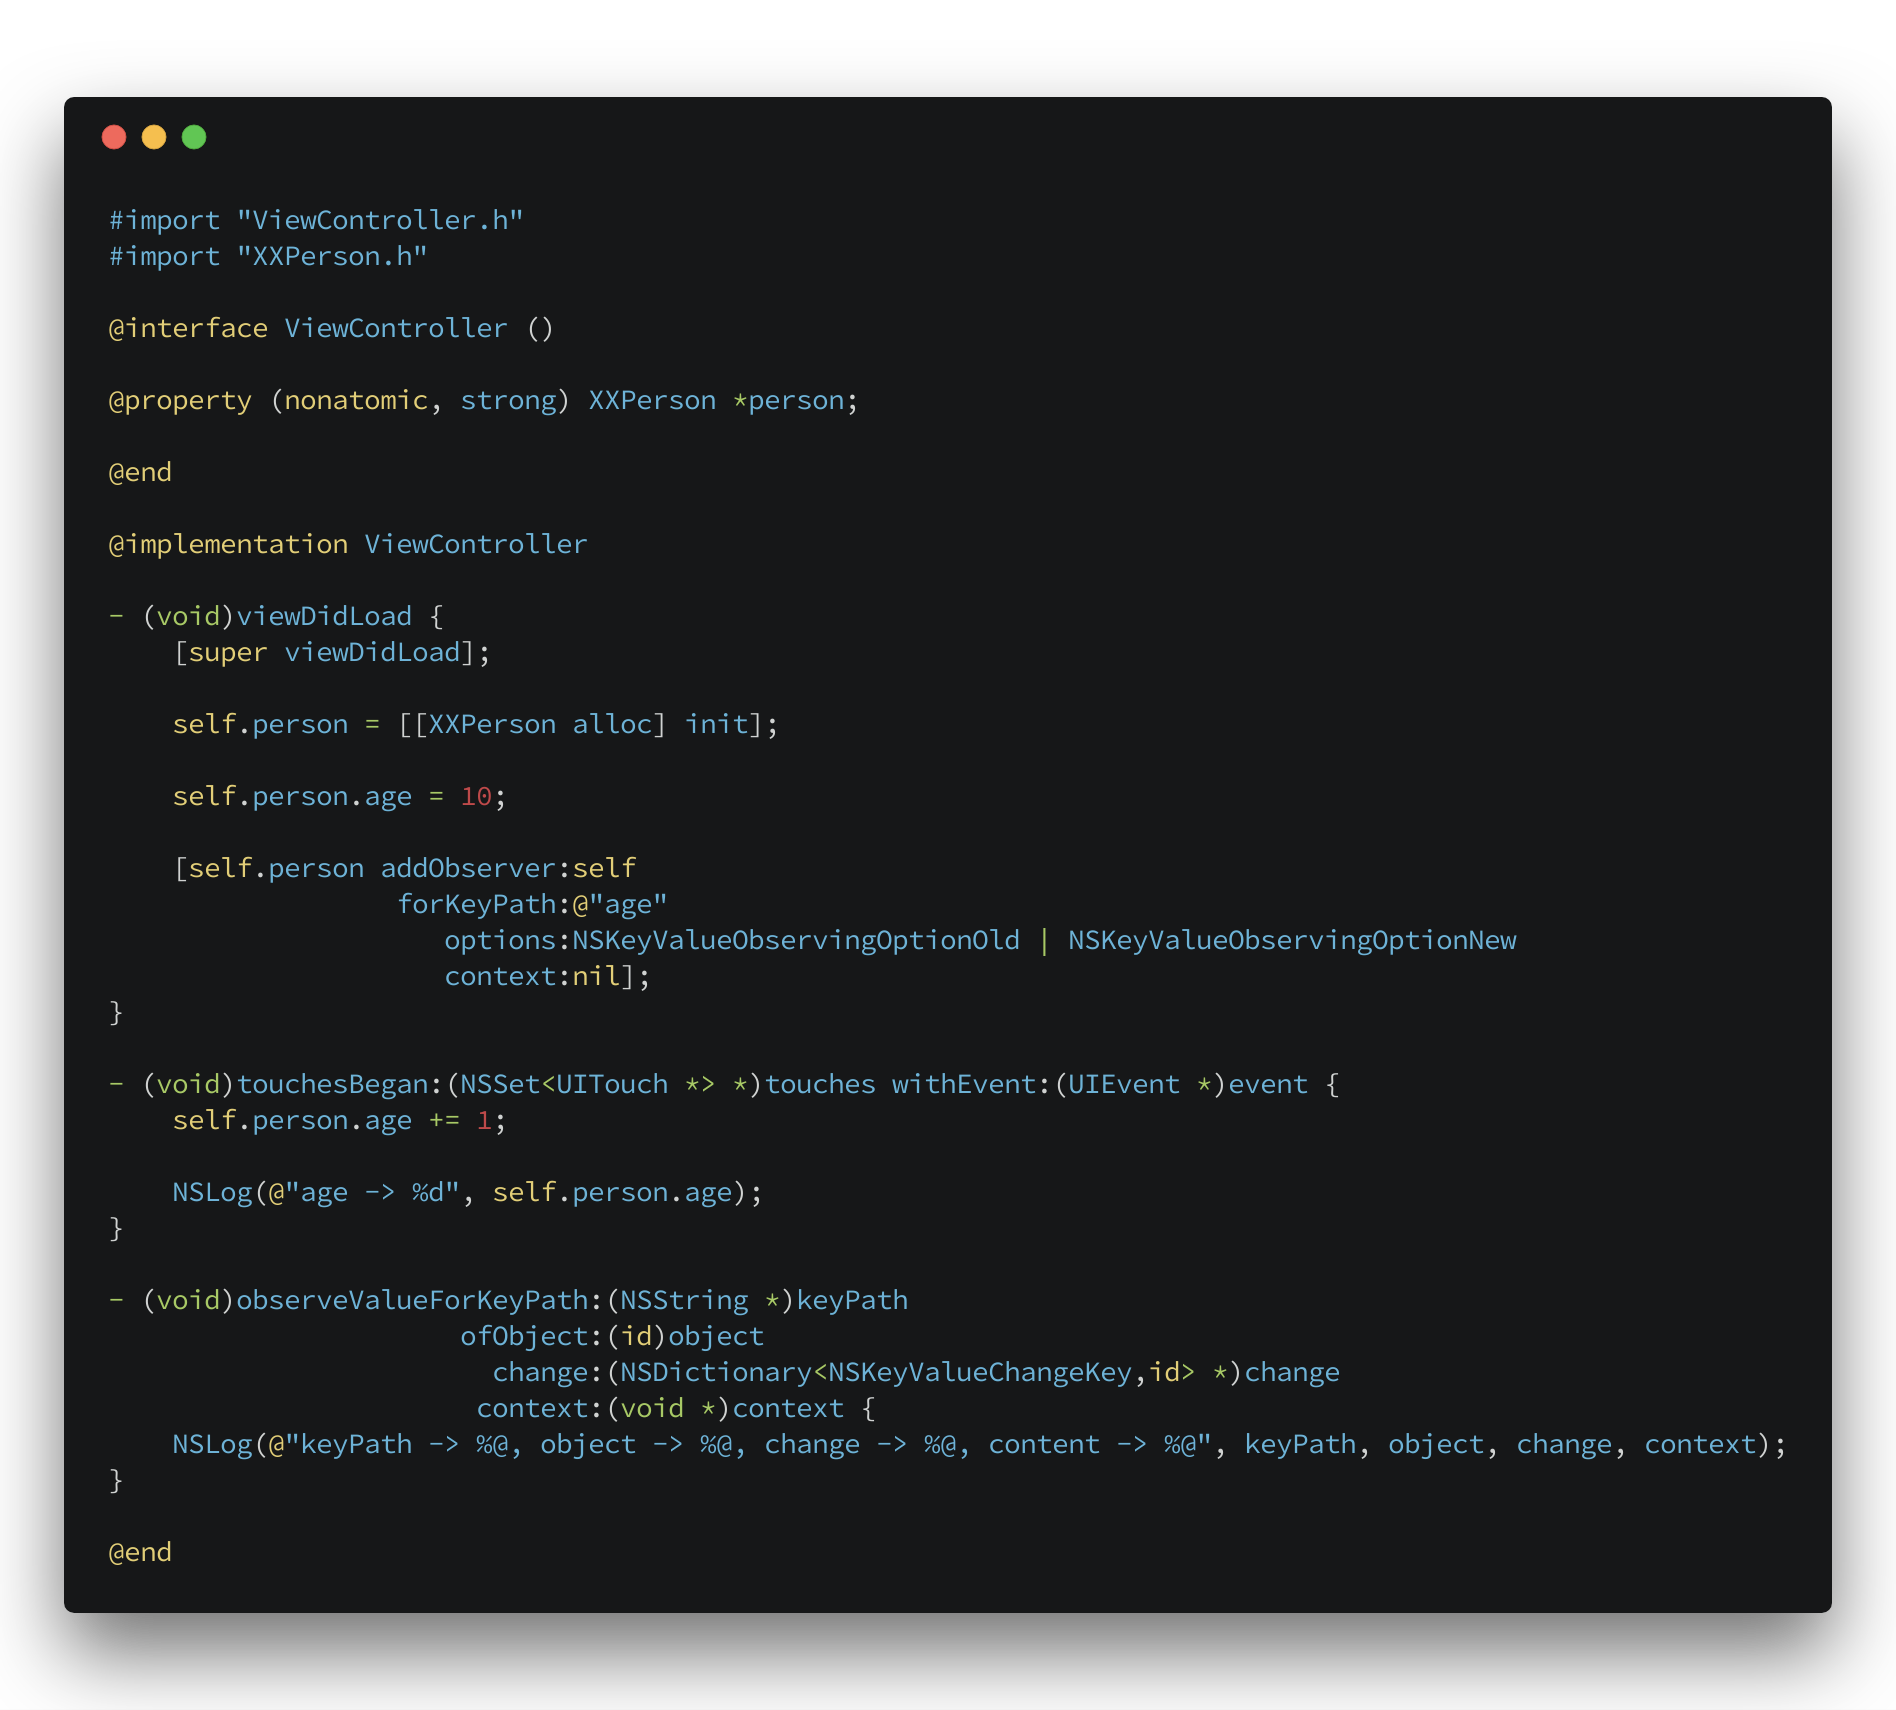 #import "ViewController.h"
#import "XXPerson.h"

@interface ViewController ()

@property (nonatomic, strong) XXPerson *person;

@end

@implementation ViewController

- (void)viewDidLoad {
    [super viewDidLoad];

    self.person = [[XXPerson alloc] init];

    self.person.age = 10;

    [self.person addObserver:self
                  forKeyPath:@"age"
                     options:NSKeyValueObservingOptionOld | NSKeyValueObservingOptionNew
                     context:nil];
}

- (void)touchesBegan:(NSSet<UITouch *> *)touches withEvent:(UIEvent *)event {
    self.person.age += 1;

    NSLog(@"age -> %d", self.person.age);
}

- (void)observeValueForKeyPath:(NSString *)keyPath
                      ofObject:(id)object
                        change:(NSDictionary<NSKeyValueChangeKey,id> *)change
                       context:(void *)context {
    NSLog(@"keyPath -> %@, object -> %@, change -> %@, content -> %@", keyPath, object, change, context);
}

@end